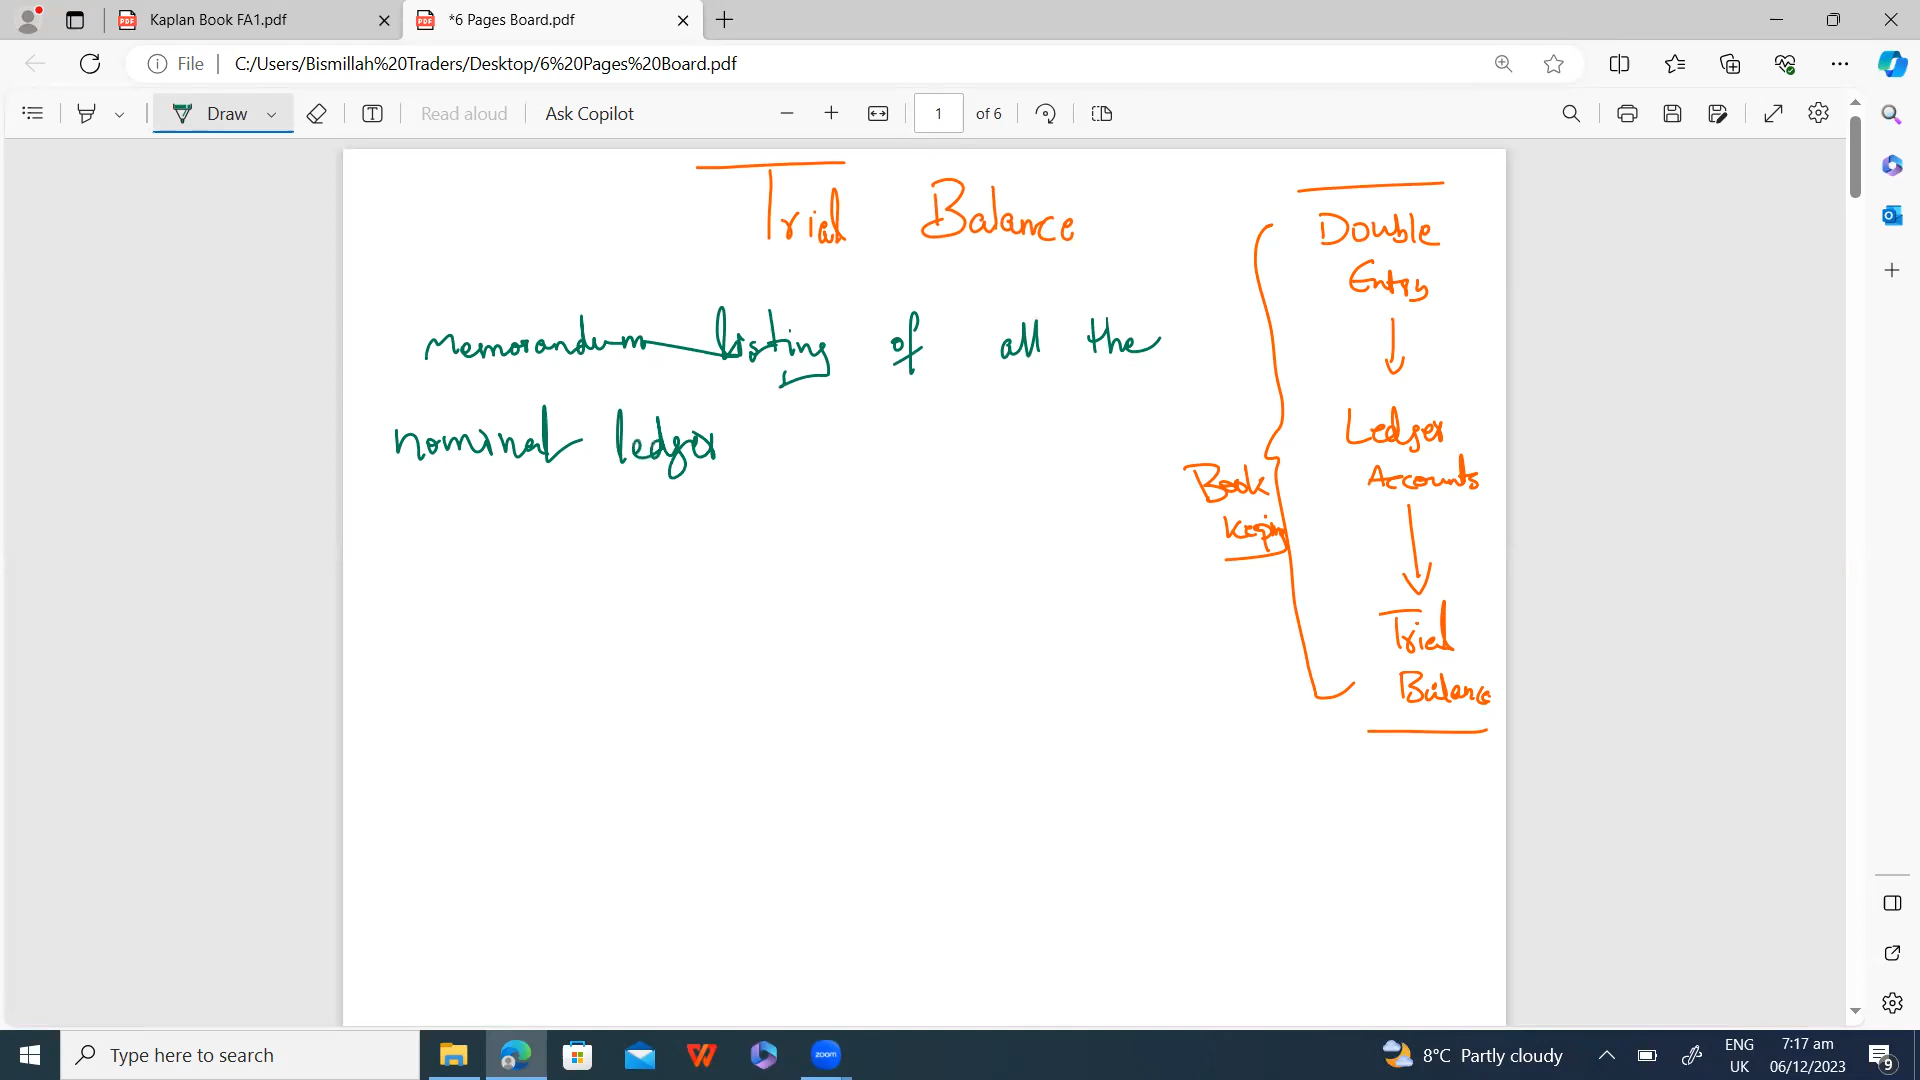 Kaplan Book FA1.pdf
*6 Pages Board.pdf
File
C:/Users/Bismillah%20Traders/Desktop/6%20Pages%20Board.pdf
Draw
Read aloud
Ask Copilot
1 of 6
Trial Balance
memorandum listing of all the
nominal ledger
Double
Entry
Ledger
Accounts
Book
Trial
Balance
Type here to search
zoom
8°C Partly cloudy
ENG
UK
7:17 am
06/12/2023
9